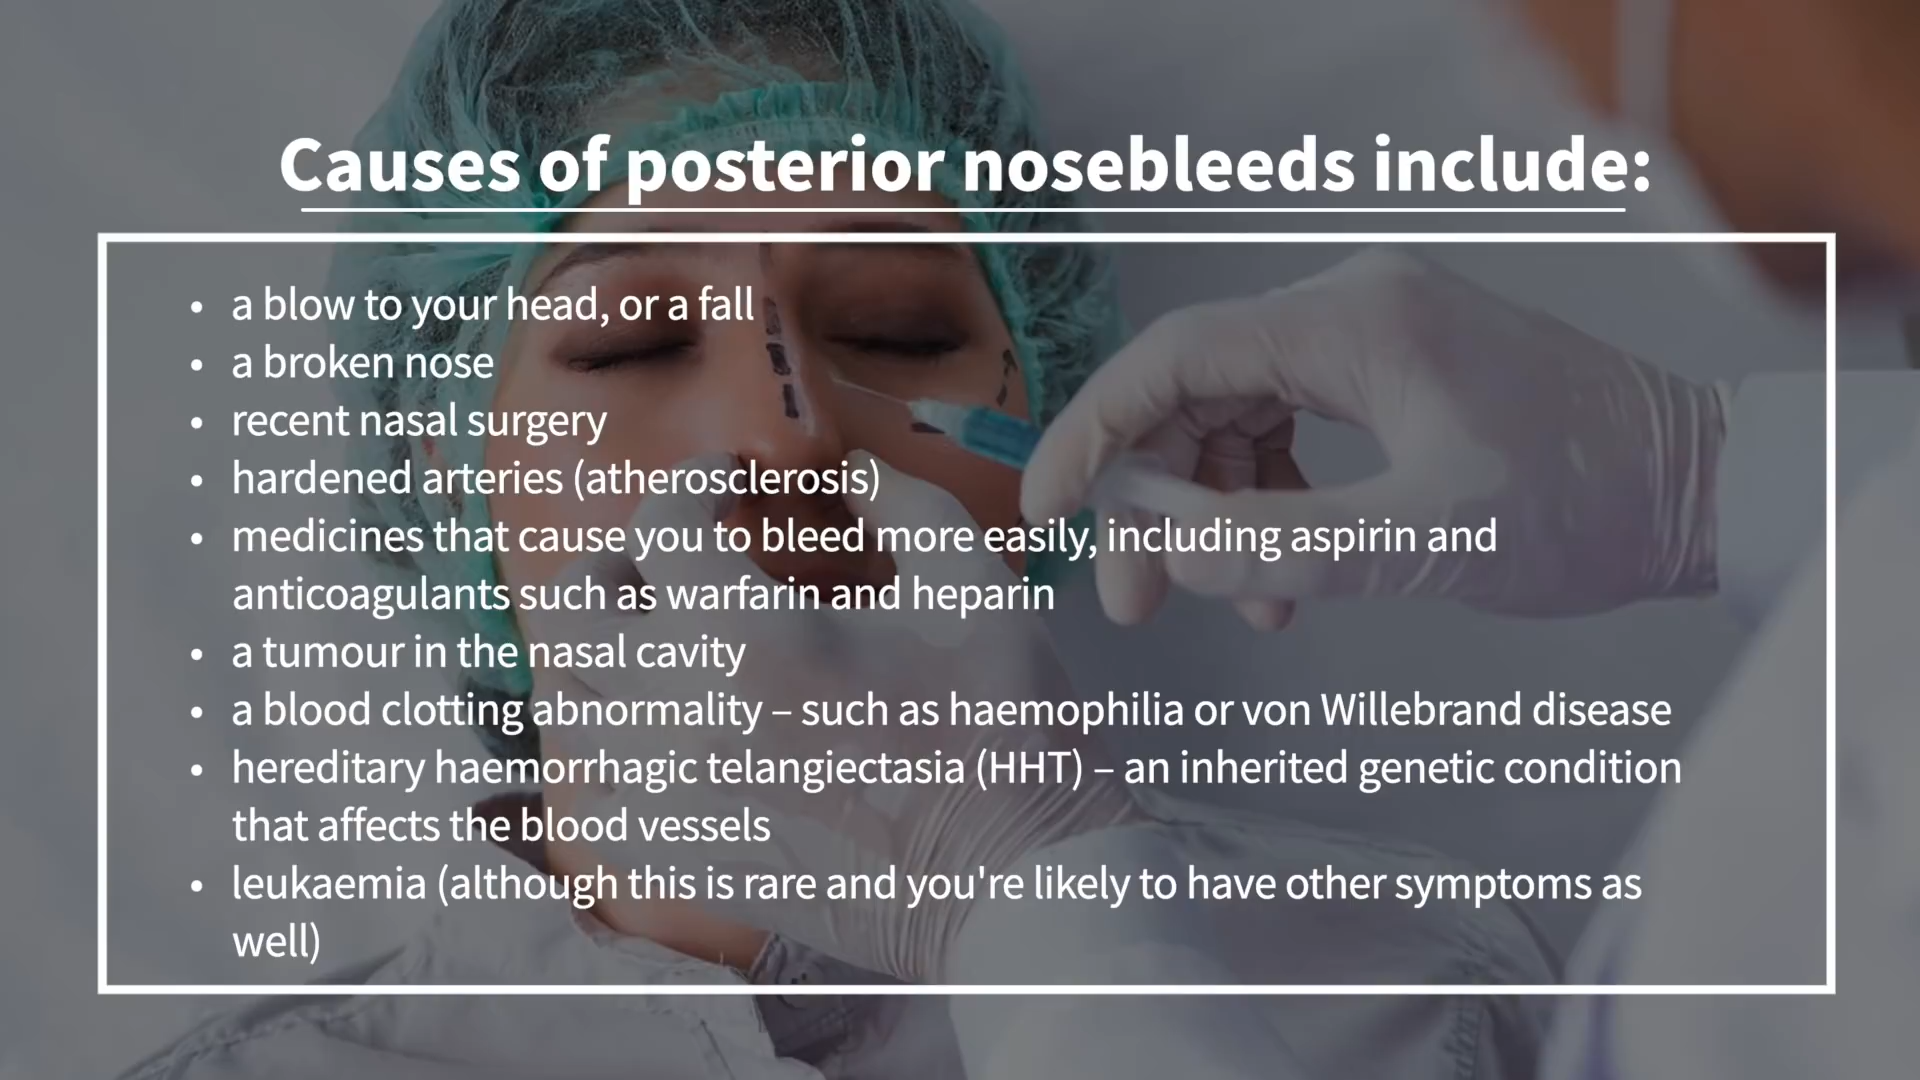 Causes of posterior nosebleeds include:
• a blow to your head, or a fall
• a broken nose
• recent nasal surgery
• hardened arteries (atherosclerosis)
• medicines that cause you to bleed more easily, including aspirin and
anticoagulants such as warfarin and heparin
• a tumour in the nasal cavity
• a blood clotting abnormality – such as haemophilia or von Willebrand disease
• hereditary haemorrhagic telangiectasia (HHT) – an inherited genetic condition
that affects the blood vessels
• leukaemia (although this is rare and you're likely to have other symptoms as
well)